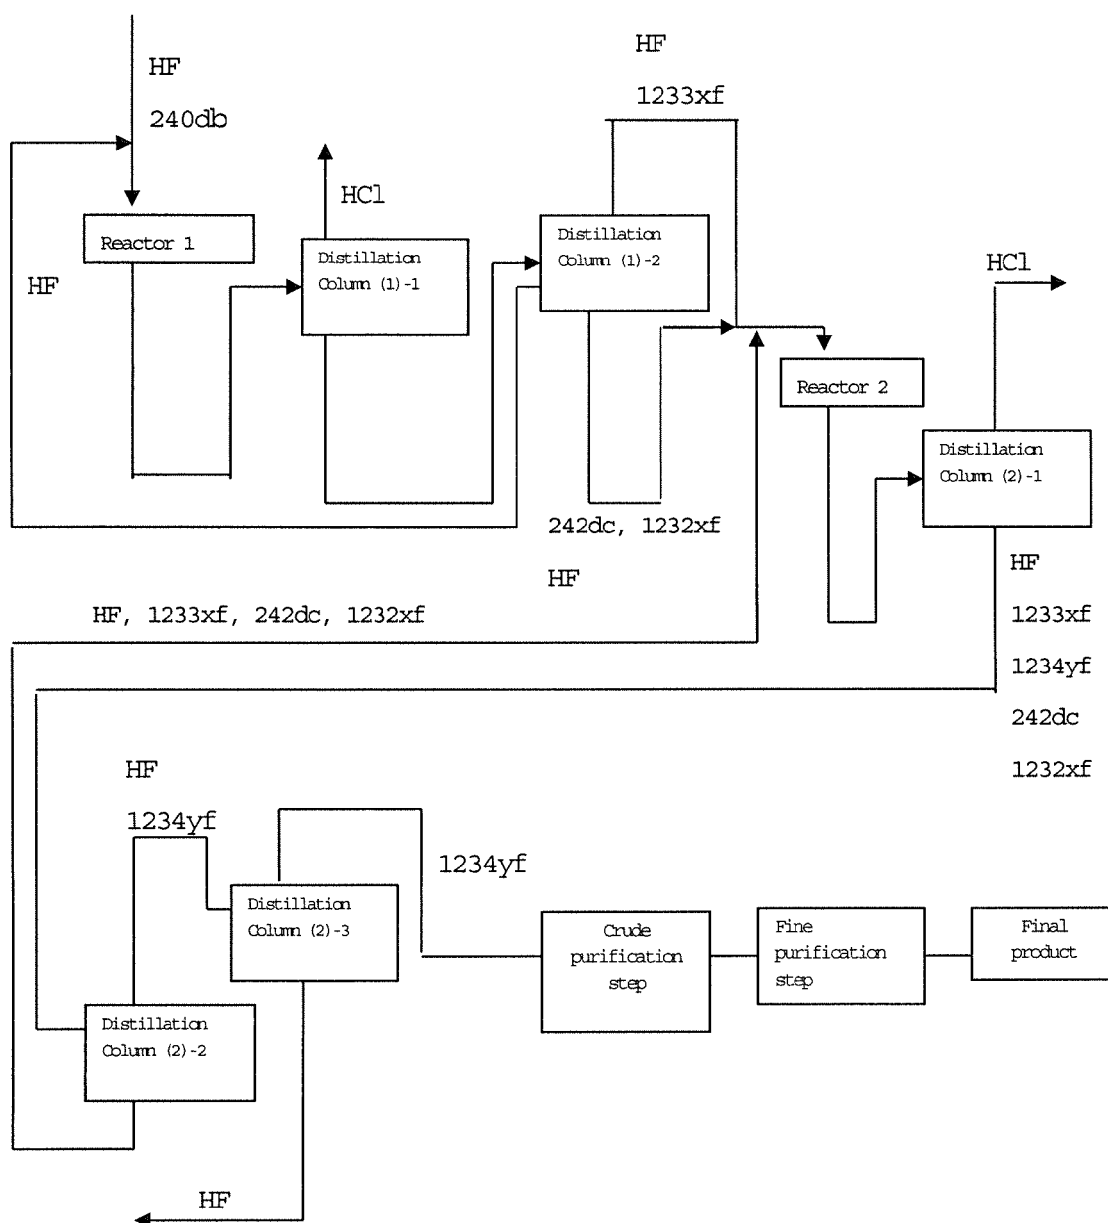 HF
1233xf
HF
240db
HCl
Reactor 1
Distillation
Column (1)-1
Distillation
Column (1)-2
HF
HCl
Reactor 2
Distillation
Column (2)-1
242dc, 1232xf
HF
HF
1233xf
1234yf
242dc
1232xf
HF, 1233xf, 242dc, 1232xf
HF
1234yf
1234yf
Distillation
Column (2)-3
Crude
purification
step
Fine
purification
step
Final
product
Distillation
Column (2)-2
HF